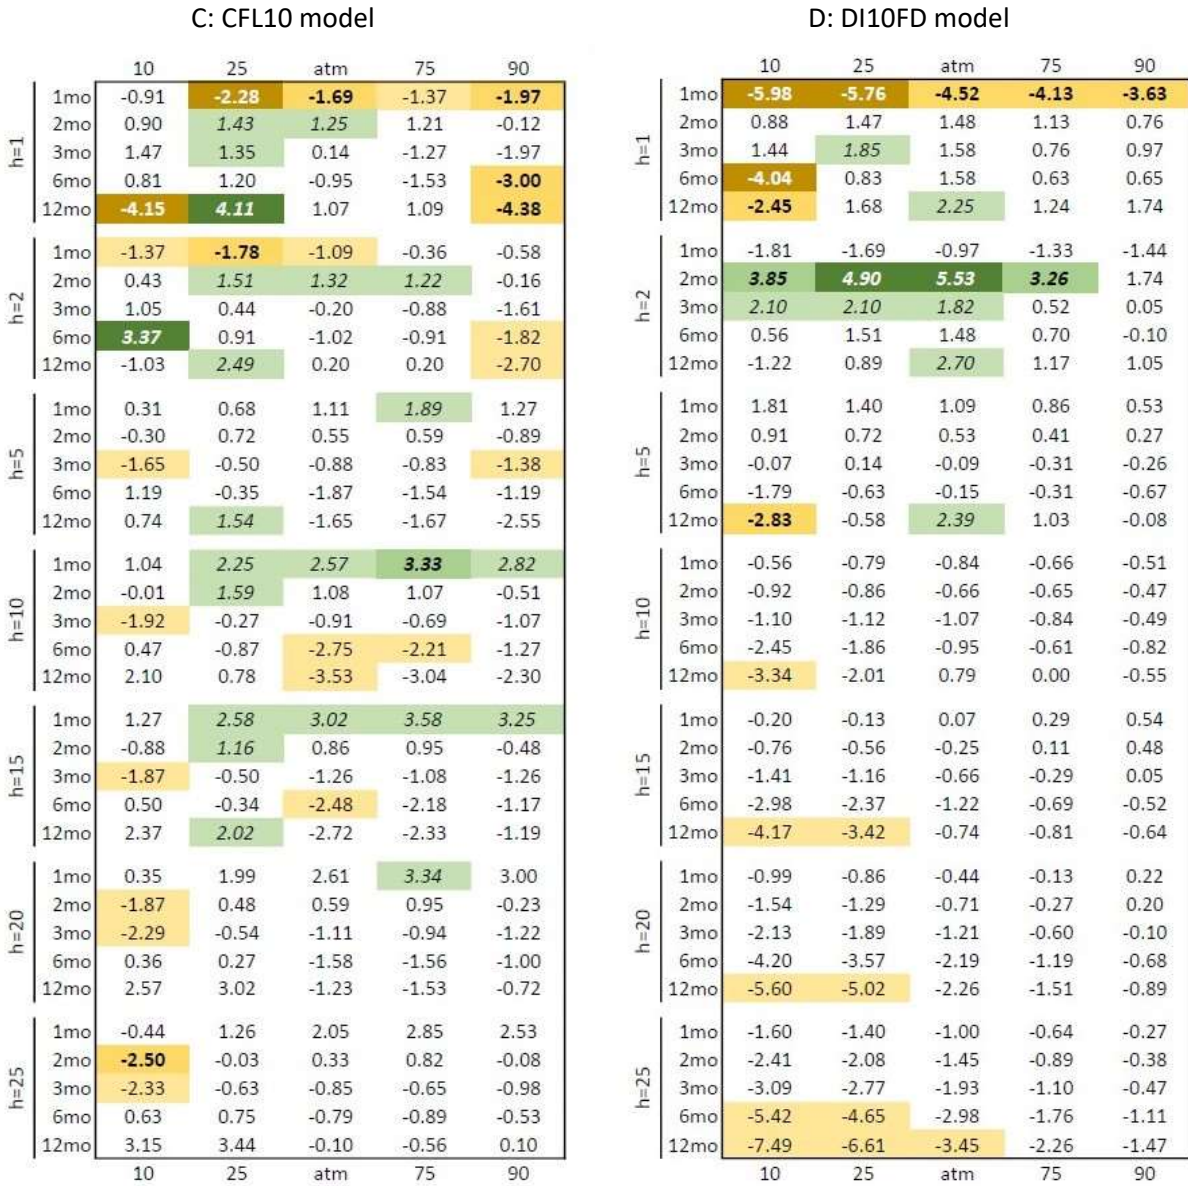 C: CFL10 model
10 25 atm 75 90
h=1
1mo -0.91 -2.28 -1.69 -1.37 -1.97
2mo 0.90 1.43 1.25 1.21 -0.12
3mo 1.47 1.35 0.14 -1.27 -1.97
6mo 0.81 1.20 -0.95 -1.53 -3.00
12mo -4.15 4.11 1.07 1.09 -4.38
h=2
1mo -1.37 -1.78 -1.09 -0.36 -0.58
2mo 0.43 1.51 1.32 1.22 -0.16
3mo 1.05 0.44 -0.20 -0.88 -1.61
6mo 3.37 0.91 -1.02 -0.91 -1.82
12mo -1.03 2.49 0.20 0.20 -2.70
h=5
1mo 0.31 0.68 1.11 1.89 1.27
2mo -0.30 0.72 0.55 0.59 -0.89
3mo -1.65 -0.50 -0.88 -0.83 -1.38
6mo 1.19 -0.35 -1.87 -1.54 -1.19
12mo 0.74 1.54 -1.65 -1.67 -2.55
h=10
1mo 1.04 2.25 2.57 3.33 2.82
2mo -0.01 1.59 1.08 1.07 -0.51
3mo -1.92 -0.27 -0.91 -0.69 -1.07
6mo 0.47 -0.87 -2.75 -2.21 -1.27
12mo 2.10 0.78 -3.53 -3.04 -2.30
h=15
1mo 1.27 2.58 3.02 3.58 3.25
2mo -0.88 1.16 0.86 0.95 -0.48
3mo -1.87 -0.50 -1.26 -1.08 -1.26
6mo 0.50 -0.34 -2.48 -2.18 -1.17
12mo 2.37 2.02 -2.72 -2.33 -1.19
h=20
1mo 0.35 1.99 2.61 3.34 3.00
2mo -1.87 0.48 0.59 0.95 -0.23
3mo -2.29 -0.54 -1.11 -0.94 -1.22
6mo 0.36 0.27 -1.58 -1.56 -1.00
12mo 2.57 3.02 -1.23 -1.53 -0.72
h=25
1mo -0.44 1.26 2.05 2.85 2.53
2mo -2.50 -0.03 0.33 0.82 -0.08
3mo -2.33 -0.63 -0.85 -0.65 -0.98
6mo 0.63 0.75 -0.79 -0.89 -0.53
12mo 3.15 3.44 -0.10 -0.56 0.10
10 25 atm 75 90
D: DI10FD model
10 25 atm 75 90
h=1
1mo -5.98 -5.76 -4.52 -4.13 -3.63
2mo 0.88 1.47 1.48 1.13 0.76
3mo 1.44 1.85 1.58 0.76 0.97
6mo -4.04 0.83 1.58 0.63 0.65
12mo -2.45 1.68 2.25 1.24 1.74
h=2
1mo -1.81 -1.69 -0.97 -1.33 -1.44
2mo 3.85 4.90 5.53 3.26 1.74
3mo 2.10 2.10 1.82 0.52 0.05
6mo 0.56 1.51 1.48 0.70 -0.10
12mo -1.22 0.89 2.70 1.17 1.05
h=5
1mo 1.81 1.40 1.09 0.86 0.53
2mo 0.91 0.72 0.53 0.41 0.27
3mo -0.07 0.14 -0.09 -0.31 -0.26
6mo -1.79 -0.63 -0.15 -0.31 -0.67
12mo -2.83 -0.58 2.39 1.03 -0.08
h=10
1mo -0.56 -0.79 -0.84 -0.66 -0.51
2mo -0.92 -0.86 -0.66 -0.65 -0.47
3mo -1.10 -1.12 -1.07 -0.84 -0.49
6mo -2.45 -1.86 -0.95 -0.61 -0.82
12mo -3.34 -2.01 0.79 0.00 -0.55
h=15
1mo -0.20 -0.13 0.07 0.29 0.54
2mo -0.76 -0.56 -0.25 0.11 0.48
3mo -1.41 -1.16 -0.66 -0.29 0.05
6mo -2.98 -2.37 -1.22 -0.69 -0.52
12mo -4.17 -3.42 -0.74 -0.81 -0.64
h=20
1mo -0.99 -0.86 -0.44 -0.13 0.22
2mo -1.54 -1.29 -0.71 -0.27 0.20
3mo -2.13 -1.89 -1.21 -0.60 -0.10
6mo -4.20 -3.57 -2.19 -1.19 -0.68
12mo -5.60 -5.02 -2.26 -1.51 -0.89
h=25
1mo -1.60 -1.40 -1.00 -0.64 -0.27
2mo -2.41 -2.08 -1.45 -0.89 -0.38
3mo -3.09 -2.77 -1.93 -1.10 -0.47
6mo -5.42 -4.65 -2.98 -1.76 -1.11
12mo -7.49 -6.61 -3.45 -2.26 -1.47
10 25 atm 75 90